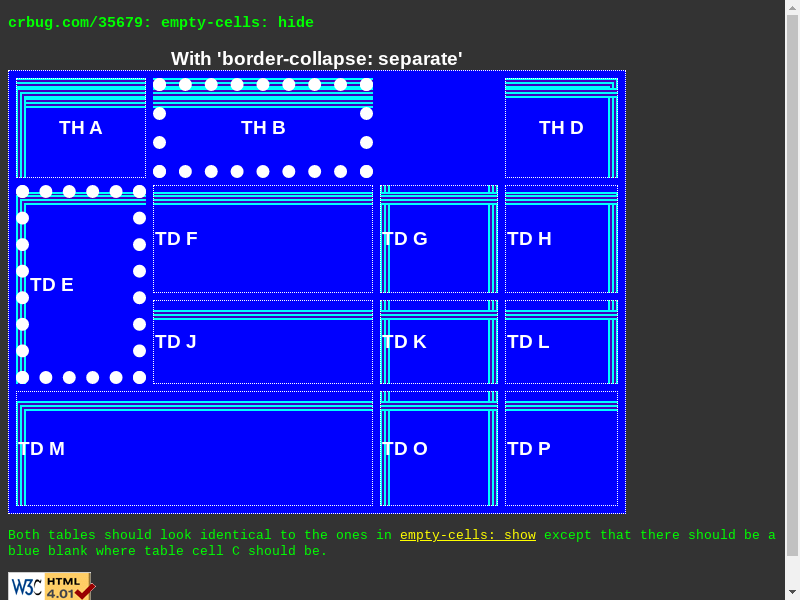 crbug.com/35679: empty-cells: hide
With 'border-collapse: separate'
TH A
TH B
TH D
TD E
TD F
TD G
TD H
TD J
TD K
TD L
TD M
TD O
TD P
Both tables should look identical to the ones in empty-cells: show except that there should be a
blue blank where table cell C should be.
W3C HTML
4.01